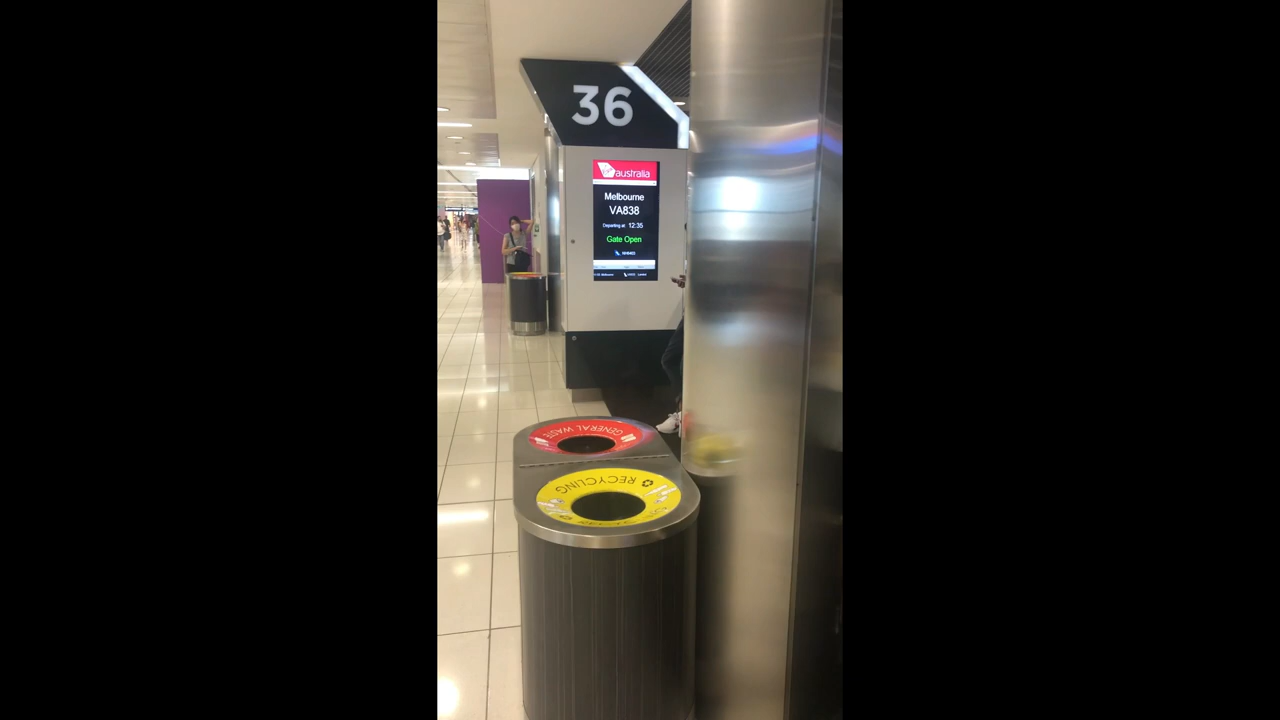 36
australia
Melbourne
VA838
Departing at 12:35
Gate Open
GENERAL WASTE
RECYCLING